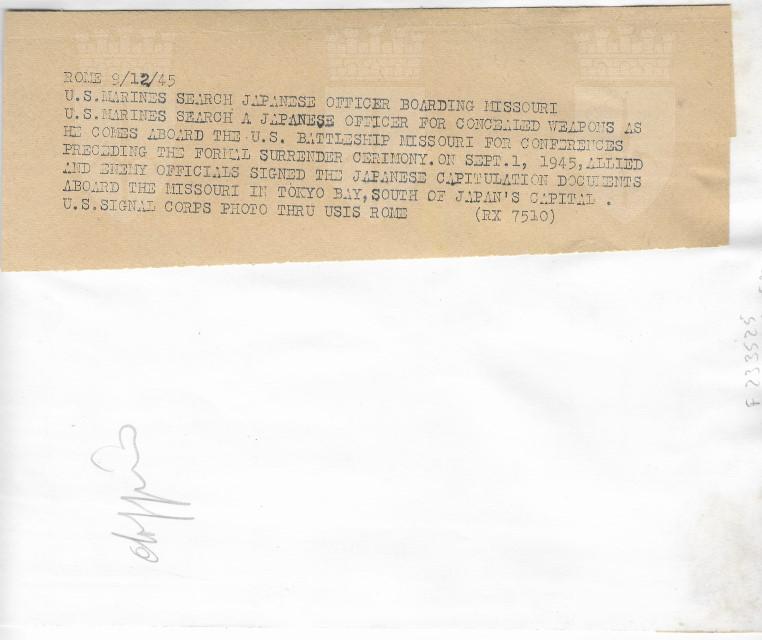 ROME 9/12/45
U.S.MARINES SEARCH JAPANESE OFFICER BOARDING MISSOURI
U.S.MARINES SEARCH A JAPANESE OFFICER FOR CONCEALED WEAPONS AS
HE COMES ABOARD THE U.S. BATTLESHIP MISSOURI FOR CONFERENCES
PRECEDING THE FORMAL SURRENDER CERIMONY.ON SEPT.1, 1945,ALLIED
AND ENEMY OFFICIALS SIGNED THE JAPANESE CAPITULATION DOCUMENTS
ABOARD THE MISSOURI IN TOKYO BAY,SOUTH OF JAPAN'S CAPITAL .
U.S.SIGNAL CORPS PHOTO THRU USIS ROME (RX 7510)
F 233525
doppio